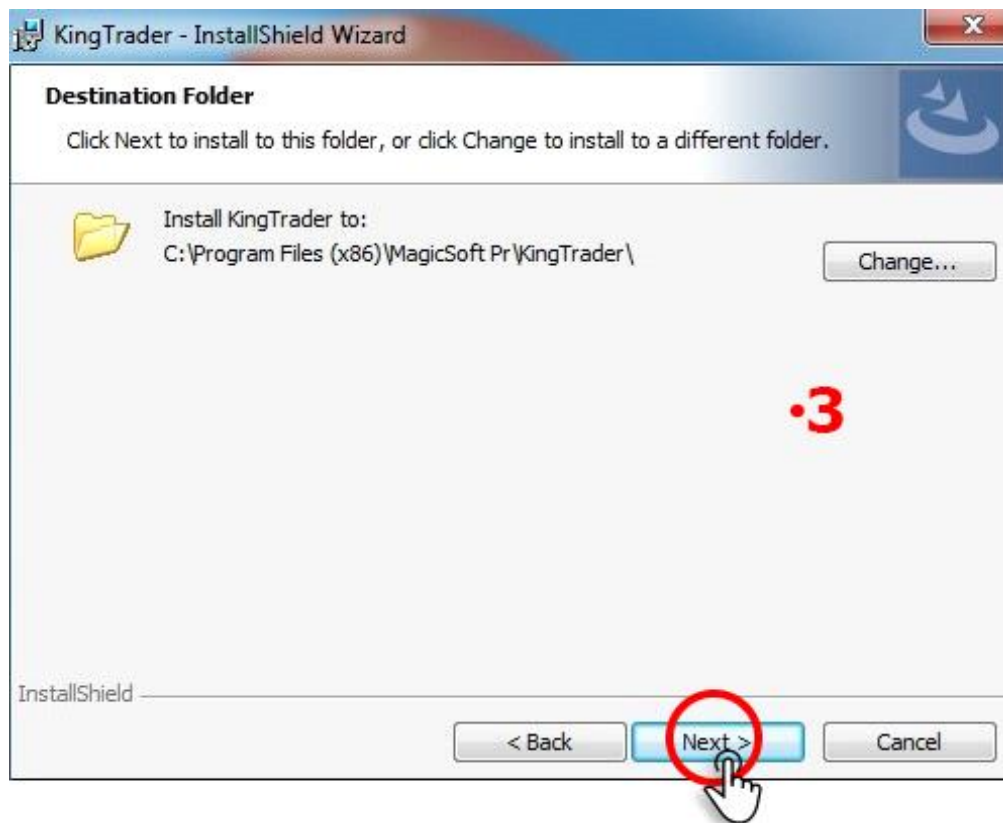 KingTrader - InstallShield Wizard
Destination Folder
Click Next to install to this folder, or click Change to install to a different folder.
Install KingTrader to:
C:\Program Files (x86)\MagicSoft Pr\KingTrader\
Change...
•3
InstallShield
< Back
Next >
Cancel